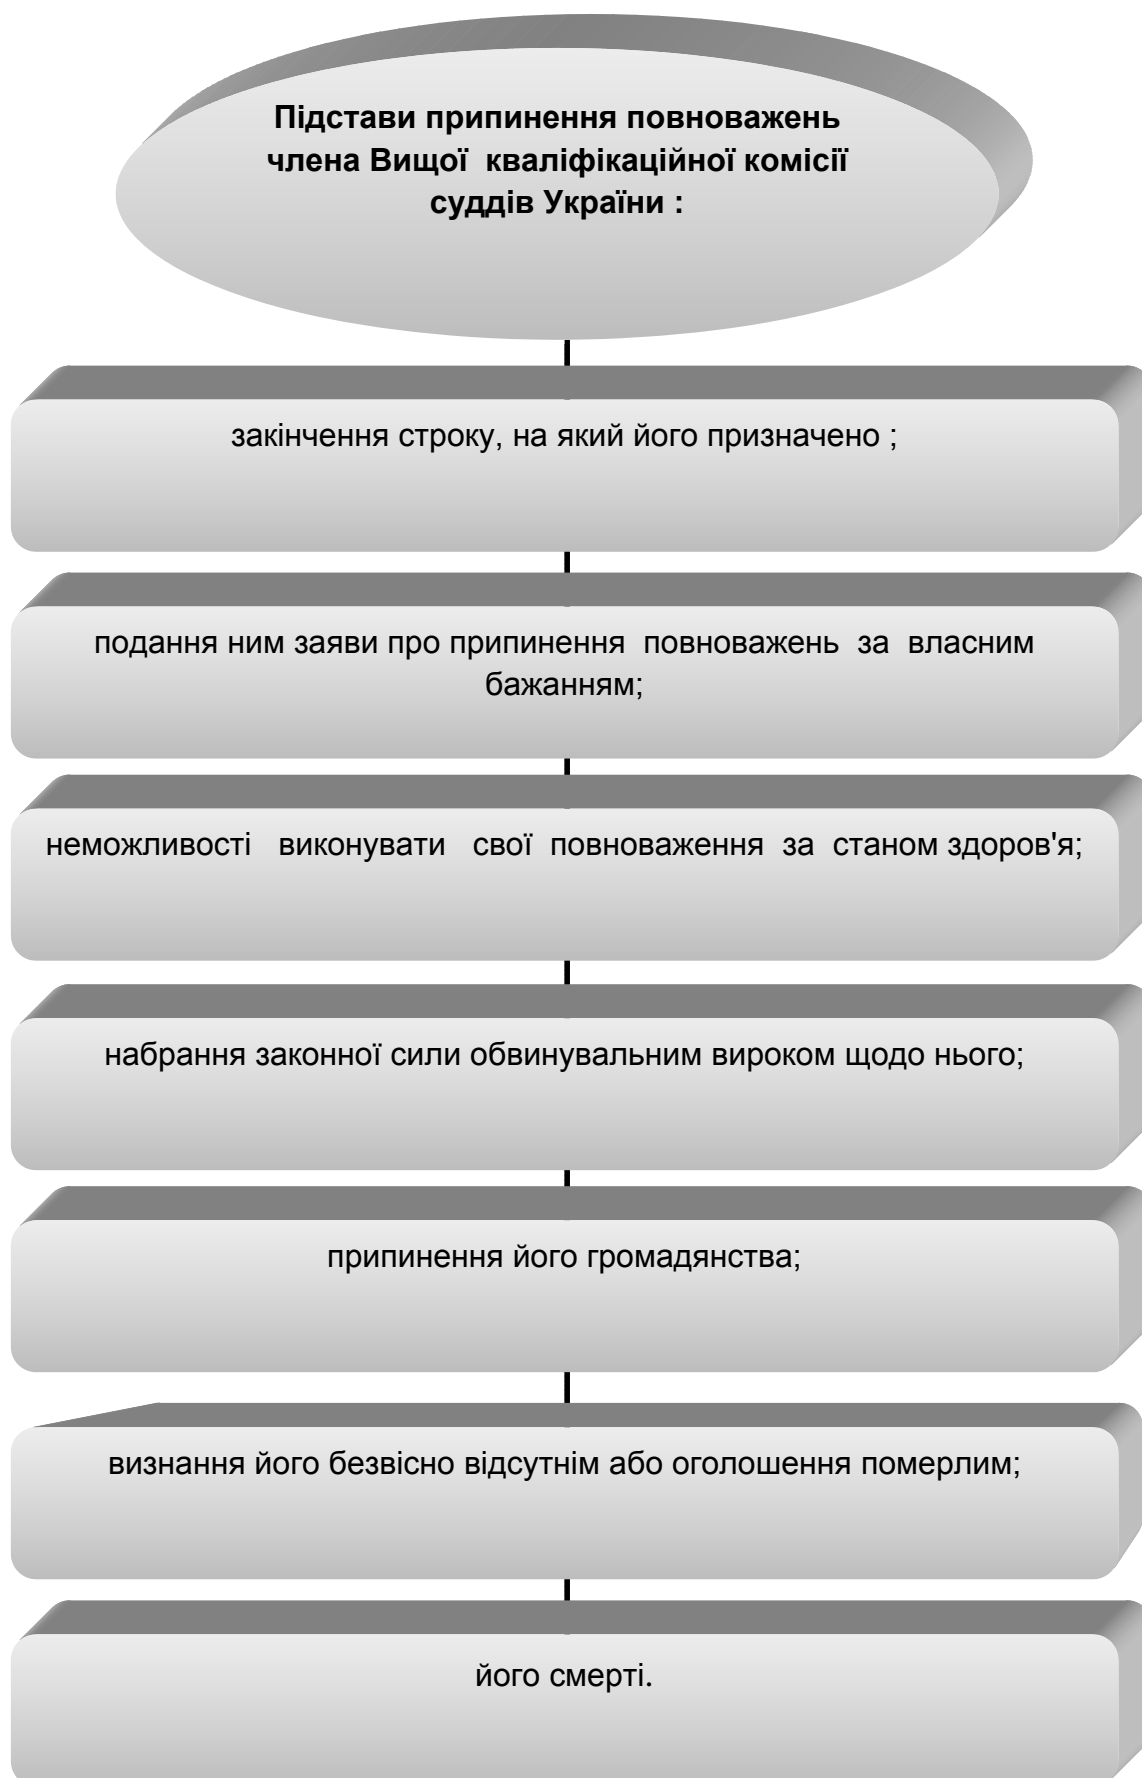 Підстави припинення повноважень
члена Вищої кваліфікаційної комісії
суддів України :
закінчення строку, на який його призначено ;
подання ним заяви про припинення повноважень за власним
бажанням;
неможливості виконувати свої повноваження за станом здоров'я;
набрання законної сили обвинувальним вироком щодо нього;
припинення його громадянства;
визнання його безвісно відсутнім або оголошення померлим;
його смерті.